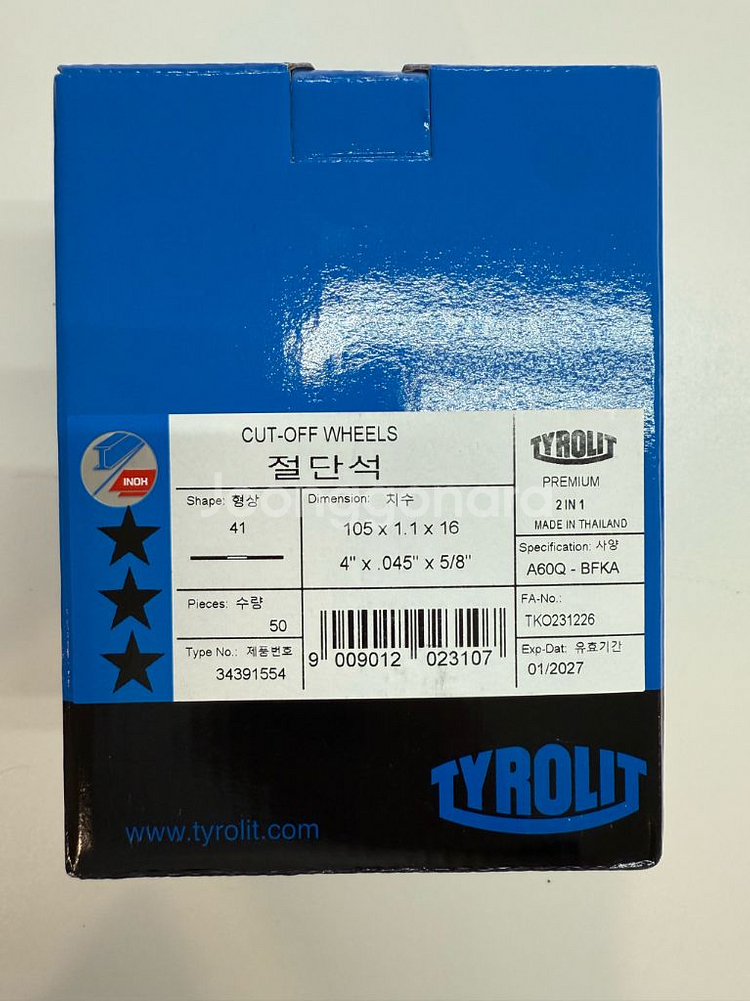 CUT-OFF WHEELS
절단석
INOX
Shape: 형상
41
Dimension: 치수
105 x 1.1 x 16
4" x .045" x 5/8"
TYROLIT
PREMIUM
2 IN 1
MADE IN THAILAND
Specification: 사양
A60Q - BFKA
Pieces: 수량
50
Type No.: 제품번호
34391554
9 009012 023107
FA-No.:
TKO231226
Exp-Dat: 유효기간
01/2027
Joonggonara
TYROLIT
www.tyrolit.com